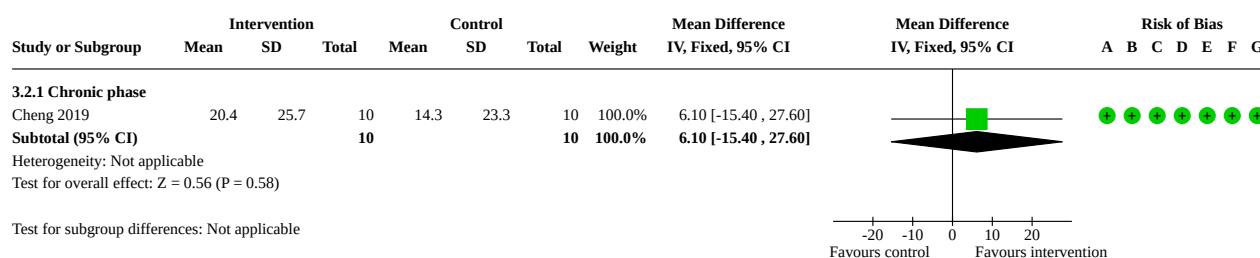 Intervention Control Mean Difference Mean Difference Risk of Bias
Study or Subgroup Mean SD Total Mean SD Total Weight IV, Fixed, 95% CI IV, Fixed, 95% CI A B C D E F G
3.2.1 Chronic phase
Cheng 2019 20.4 25.7 10 14.3 23.3 10 100.0% 6.10 [-15.40 , 27.60] + + + + + + +
Subtotal (95% CI) 10 10 100.0% 6.10 [-15.40 , 27.60]
Heterogeneity: Not applicable
Test for overall effect: Z = 0.56 (P = 0.58)
Test for subgroup differences: Not applicable
-20 -10 0 10 20
Favours control Favours intervention